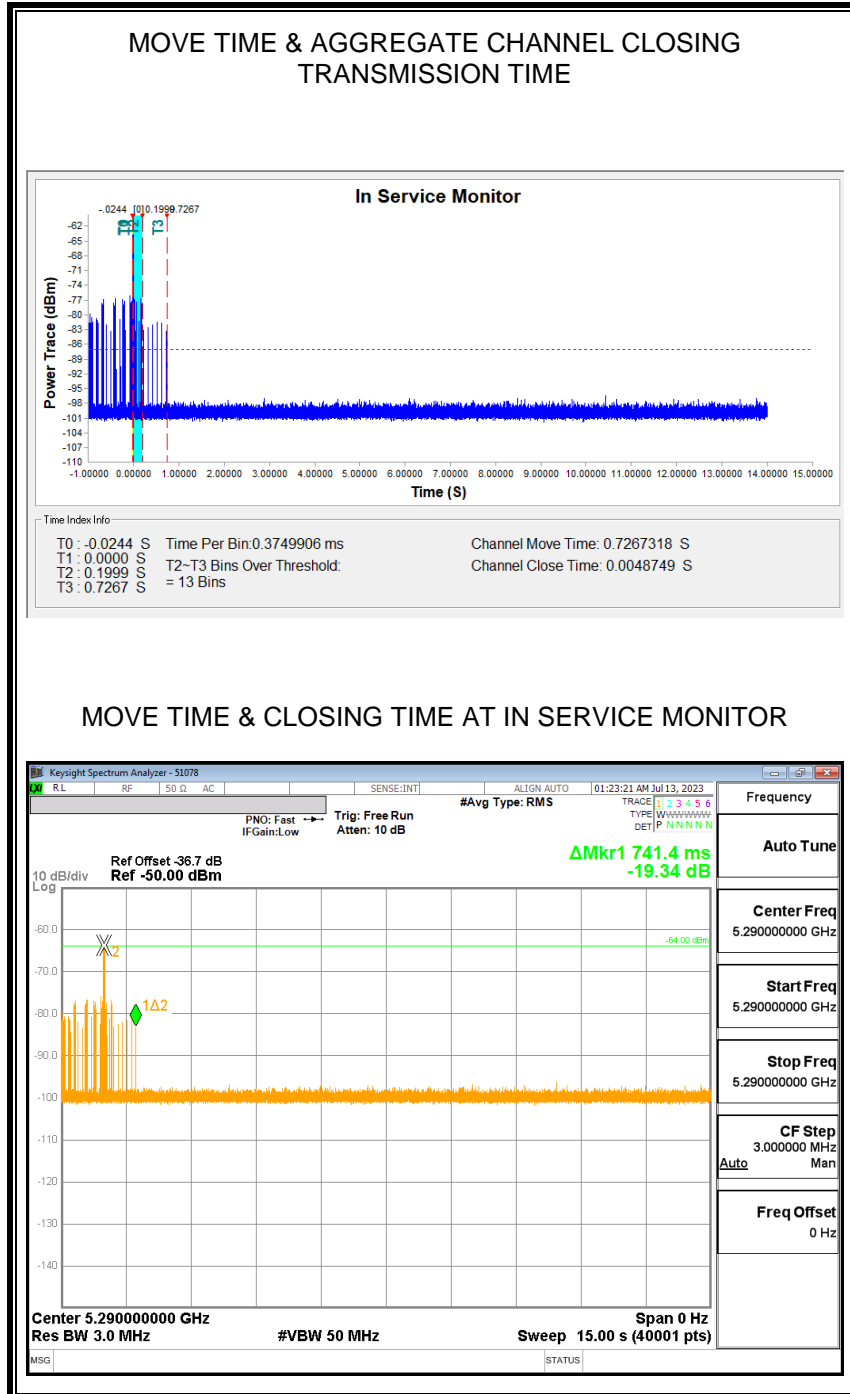 MOVE TIME & AGGREGATE CHANNEL CLOSING
TRANSMISSION TIME
In Service Monitor
-.0244 [0]0.1999 .7267
T2 T3
Power Trace (dBm)
-62
-65
-68
-71
-74
-77
-80
-83
-86
-89
-92
-95
-98
-101
-104
-107
-110
-1.00000 0.00000 1.00000 2.00000 3.00000 4.00000 5.00000 6.00000 7.00000 8.00000 9.00000 10.00000 11.00000 12.00000 13.00000 14.00000 15.00000
Time (S)
Time Index Info
T0 : -0.0244 S Time Per Bin:0.3749906 ms Channel Move Time: 0.7267318 S
T1 : 0.0000 S
T2 : 0.1999 S T2~T3 Bins Over Threshold: Channel Close Time: 0.0048749 S
T3 : 0.7267 S = 13 Bins
MOVE TIME & CLOSING TIME AT IN SERVICE MONITOR
Keysight Spectrum Analyzer - 51078
LXI RL RF 50 Ω AC SENSE:INT ALIGN AUTO 01:23:21 AM Jul 13, 2023
Frequency
#Avg Type: RMS
TRACE 1 2 3 4 5 6
TYPE WWWWWW
DET P N N N N N
PNO: Fast
IFGain:Low
Trig: Free Run
Atten: 10 dB
Auto Tune
ΔMkr1 741.4 ms
-19.34 dB
Ref Offset -36.7 dB
10 dB/div Ref -50.00 dBm
Log
Center Freq
5.290000000 GHz
-60.0
-64.00 dBm
2
-70.0
Start Freq
5.290000000 GHz
1Δ2
-80.0
-90.0
Stop Freq
5.290000000 GHz
-100
-110
CF Step
3.000000 MHz
Auto Man
-120
-130
Freq Offset
0 Hz
-140
Center 5.290000000 GHz Span 0 Hz
Res BW 3.0 MHz #VBW 50 MHz Sweep 15.00 s (40001 pts)
MSG STATUS